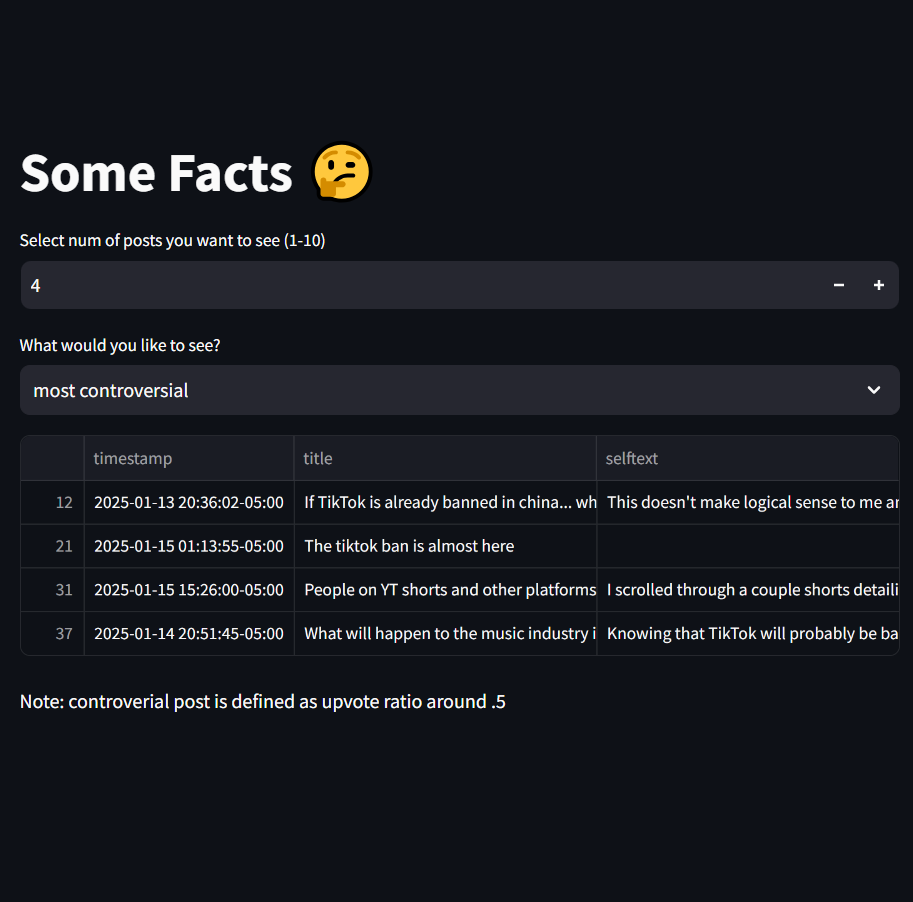 Some Facts 🤔
Select num of posts you want to see (1-10)
4 − +
What would you like to see?
most controversial
timestamp title selftext
12 2025-01-13 20:36:02-05:00 If TikTok is already banned in china... wh This doesn't make logical sense to me ar
21 2025-01-15 01:13:55-05:00 The tiktok ban is almost here
31 2025-01-15 15:26:00-05:00 People on YT shorts and other platforms I scrolled through a couple shorts detaili
37 2025-01-14 20:51:45-05:00 What will happen to the music industry i Knowing that TikTok will probably be ba
Note: controverial post is defined as upvote ratio around .5